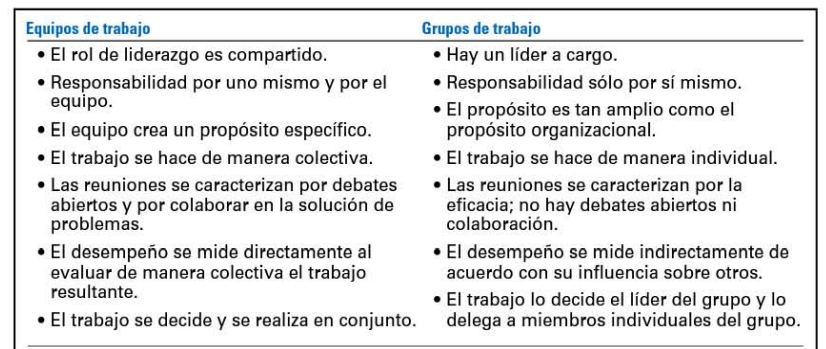 Equipos de trabajo
• El rol de liderazgo es compartido.
• Responsabilidad por uno mismo y por el
equipo.
• El equipo crea un propósito específico.
• El trabajo se hace de manera colectiva.
• Las reuniones se caracterizan por debates
abiertos y por colaborar en la solución de
problemas.
• El desempeño se mide directamente al
evaluar de manera colectiva el trabajo
resultante.
• El trabajo se decide y se realiza en conjunto.
Grupos de trabajo
• Hay un líder a cargo.
• Responsabilidad sólo por sí mismo.
• El propósito es tan amplio como el
propósito organizacional.
• El trabajo se hace de manera individual.
• Las reuniones se caracterizan por la
eficacia; no hay debates abiertos ni
colaboración.
• El desempeño se mide indirectamente de
acuerdo con su influencia sobre otros.
• El trabajo lo decide el líder del grupo y lo
delega a miembros individuales del grupo.